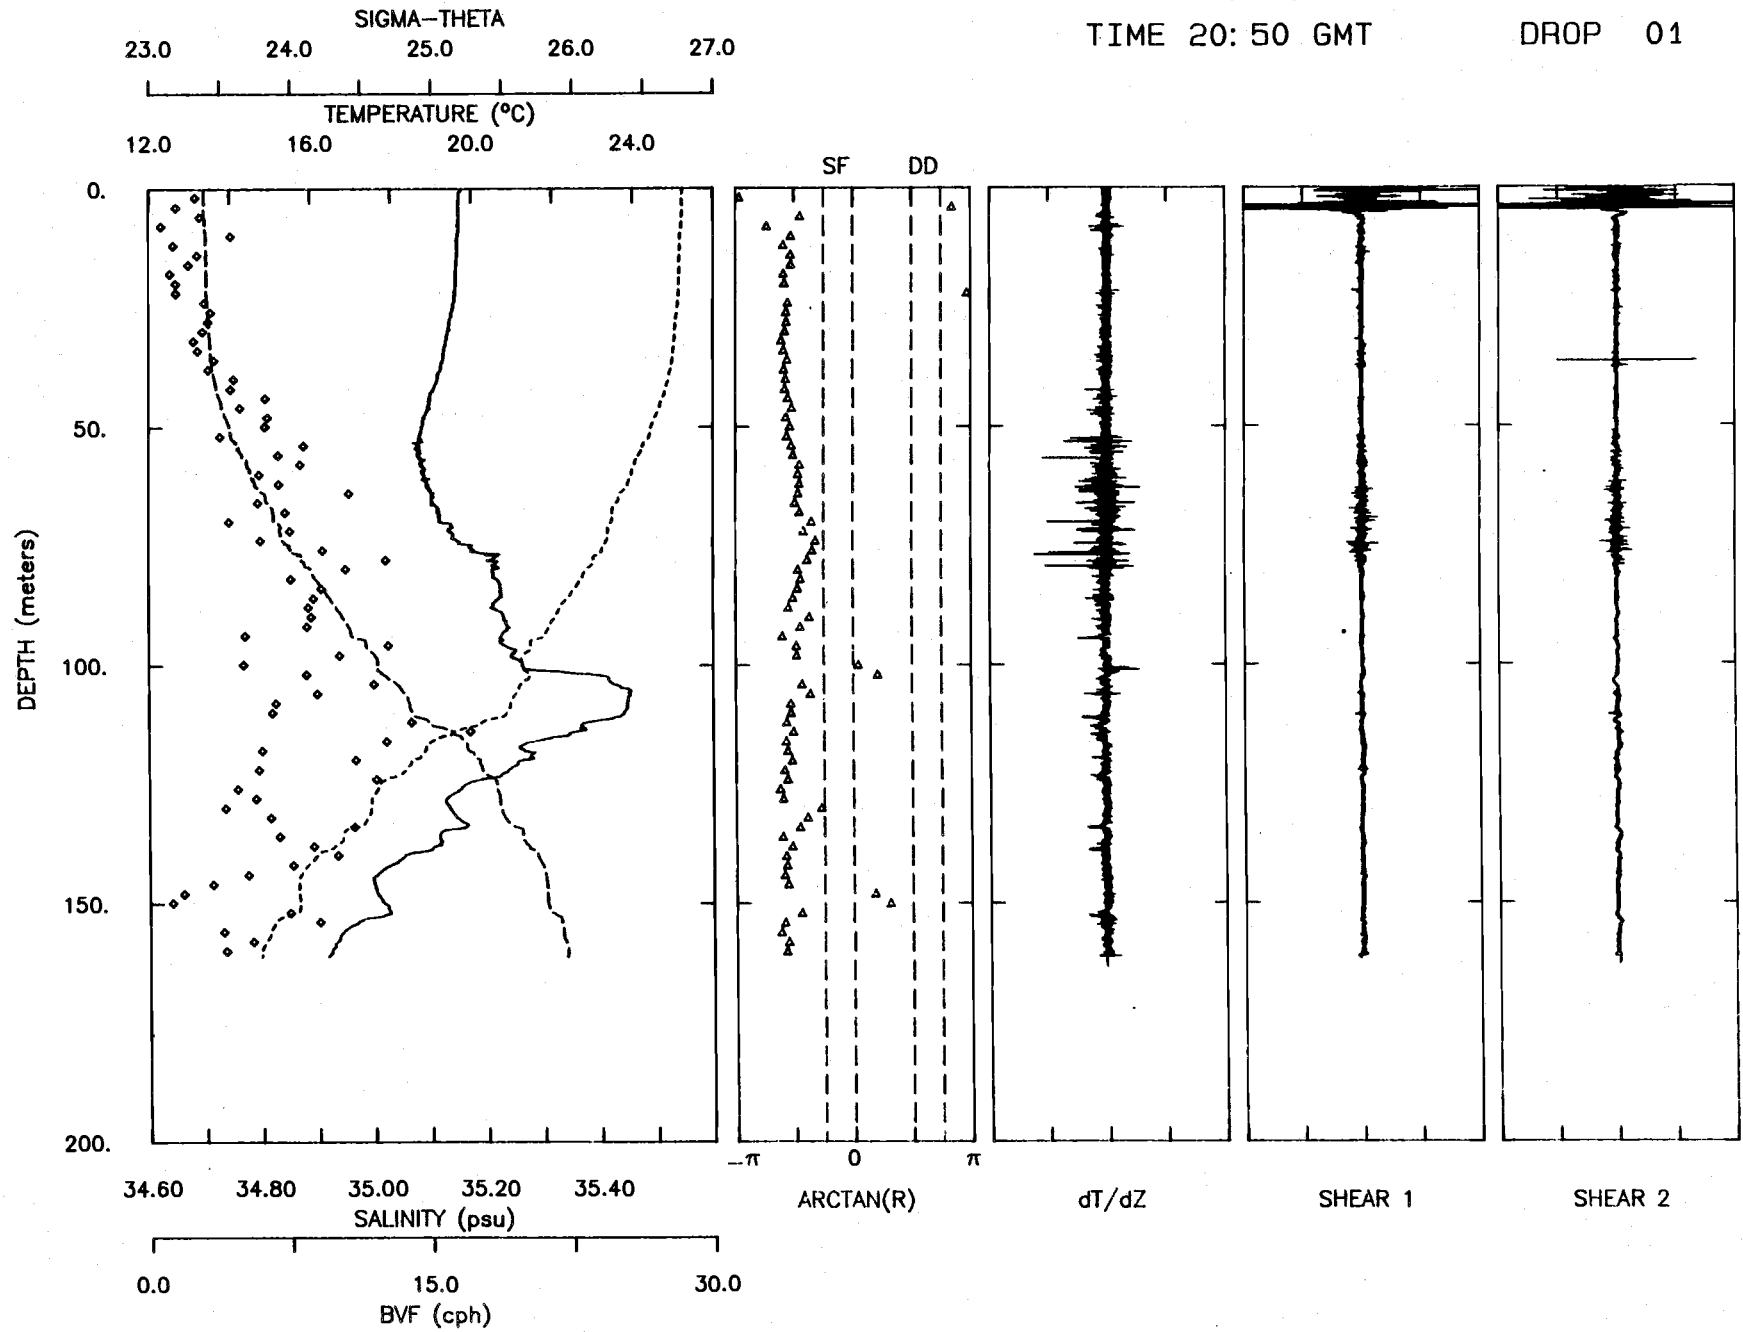 SIGMA-THETA
23.0 24.0 25.0 26.0 27.0
TEMPERATURE (°C)
12.0 16.0 20.0 24.0
TIME 20:50 GMT DROP 01
SF DD
0.
50.
100.
150.
200.
DEPTH (meters)
34.60 34.80 35.00 35.20 35.40
SALINITY (psu)
0.0 15.0 30.0
BVF (cph)
-π 0 π
ARCTAN(R)
dT/dZ
SHEAR 1
SHEAR 2